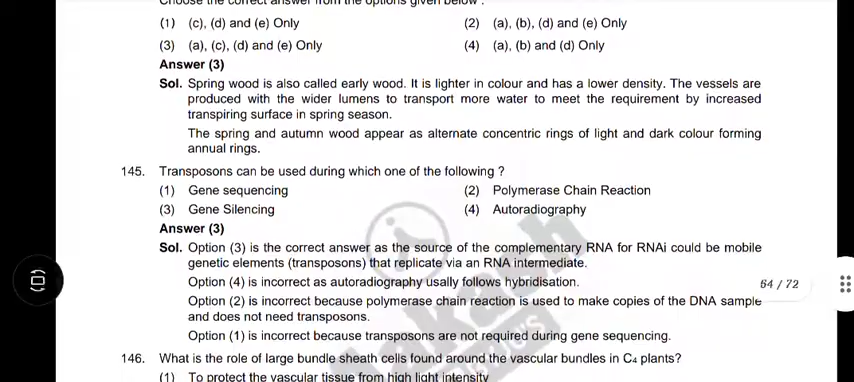 Choose the correct answer from the options given below :
(1) (c), (d) and (e) Only (2) (a), (b), (d) and (e) Only
(3) (a), (c), (d) and (e) Only (4) (a), (b) and (d) Only
Answer (3)
Sol. Spring wood is also called early wood. It is lighter in colour and has a lower density. The vessels are
produced with the wider lumens to transport more water to meet the requirement by increased
transpiring surface in spring season.
The spring and autumn wood appear as alternate concentric rings of light and dark colour forming
annual rings.
145. Transposons can be used during which one of the following ?
(1) Gene sequencing (2) Polymerase Chain Reaction
(3) Gene Silencing (4) Autoradiography
Answer (3)
Sol. Option (3) is the correct answer as the source of the complementary RNA for RNAi could be mobile
genetic elements (transposons) that replicate via an RNA intermediate.
Option (4) is incorrect as autoradiography usally follows hybridisation.
64 / 72
Option (2) is incorrect because polymerase chain reaction is used to make copies of the DNA sample
and does not need transposons.
Option (1) is incorrect because transposons are not required during gene sequencing.
146. What is the role of large bundle sheath cells found around the vascular bundles in C4 plants?
(1) To protect the vascular tissue from high light intensity